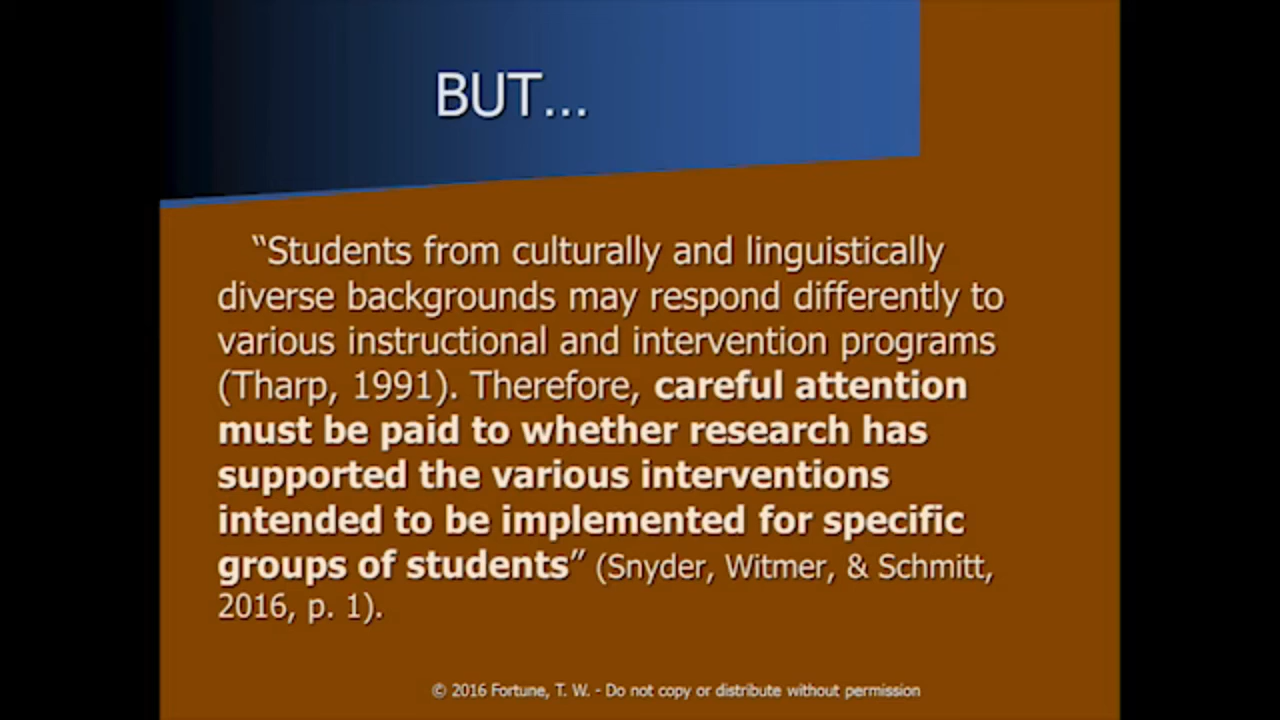 BUT...
“Students from culturally and linguistically
diverse backgrounds may respond differently to
various instructional and intervention programs
(Tharp, 1991). Therefore, careful attention
must be paid to whether research has
supported the various interventions
intended to be implemented for specific
groups of students” (Snyder, Witmer, & Schmitt,
2016, p. 1).
© 2016 Fortune, T. W. - Do not copy or distribute without permission